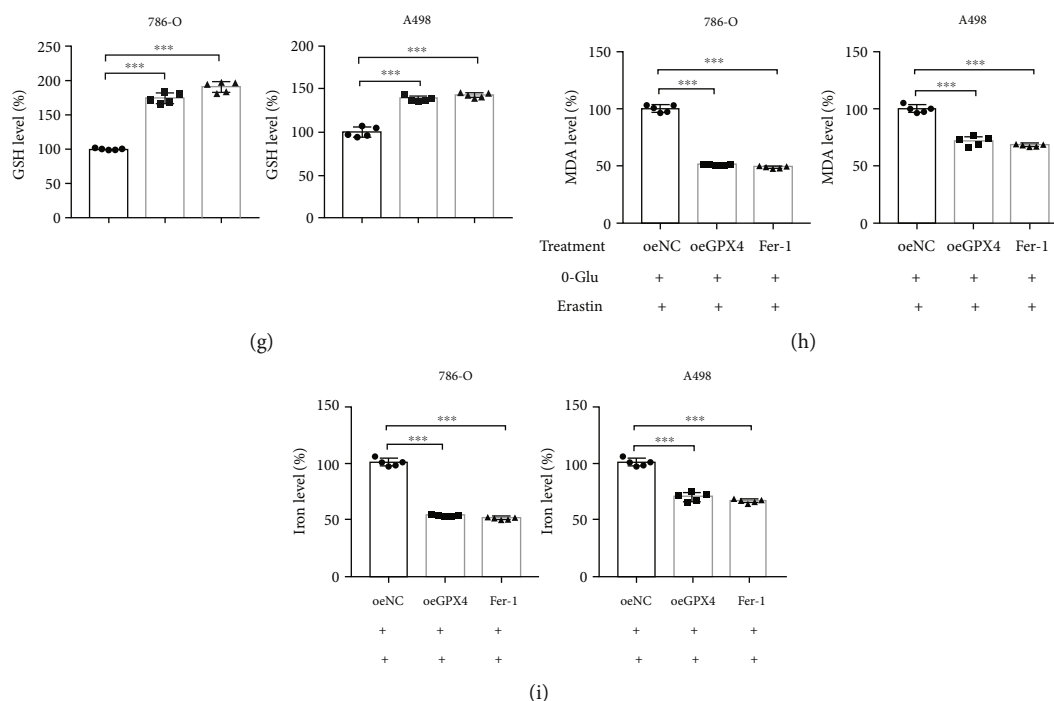 786-O
A498
GSH level (%)
250
200
150
100
50
0
***
***
GSH level (%)
200
150
100
50
0
***
***
(g)
786-O
A498
MDA level (%)
150
100
50
0
***
***
MDA level (%)
150
100
50
0
***
***
Treatment oeNC oeGPX4 Fer-1 oeNC oeGPX4 Fer-1
0-Glu + + + + + +
Erastin + + + + + +
(h)
786-O
A498
Iron level (%)
150
100
50
0
***
***
Iron level (%)
150
100
50
0
***
***
oeNC oeGPX4 Fer-1 oeNC oeGPX4 Fer-1
+ + + + + +
+ + + + + +
(i)